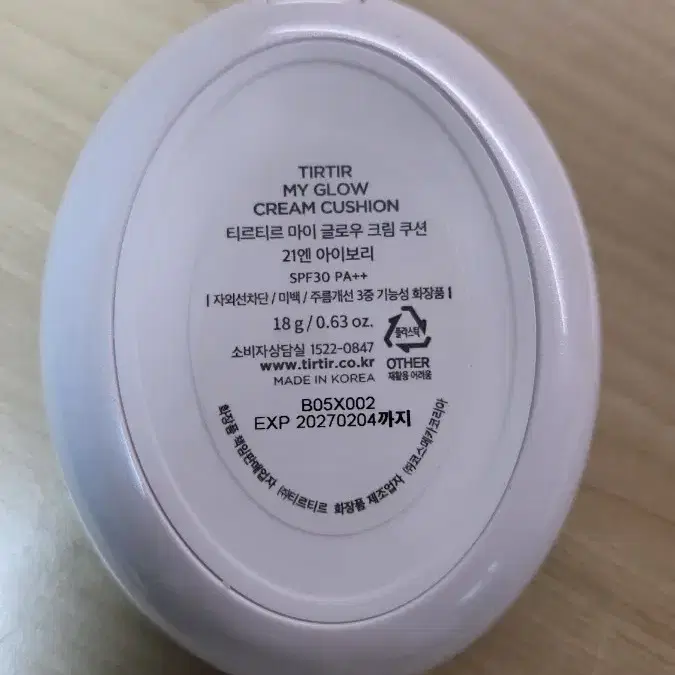 TIRTIR
MY GLOW
CREAM CUSHION
티르티르 마이 글로우 크림 쿠션
21엔 아이보리
SPF30 PA++
| 자외선차단 / 미백 / 주름개선 3중 기능성 화장품 |
18 g / 0.63 oz.
소비자상담실 1522-0847
www.tirtir.co.kr
MADE IN KOREA
플라스틱
OTHER
재활용 어려움
B05X002
EXP 20270204까지
화장품 책임판매업자 ㈜티르티르 화장품 제조업자 ㈜코스메카코리아